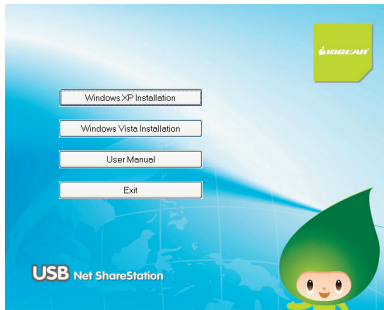 IOGEAR
Windows XP Installation
Windows Vista Installation
User Manual
Exit
USB Net ShareStation